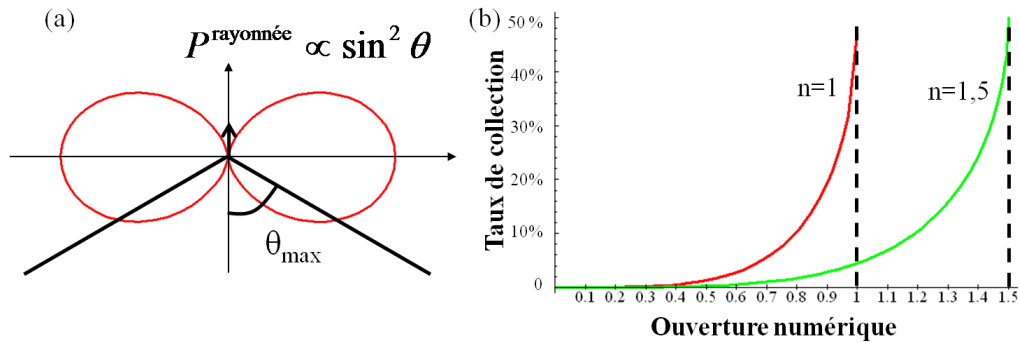 (a)
P^rayonnée ∝ sin² θ
θmax
(b)
50%
40%
30%
20%
10%
0
Taux de collection
n=1
n=1,5
0.1 0.2 0.3 0.4 0.5 0.6 0.7 0.8 0.9 1 1.1 1.2 1.3 1.4 1.5
Ouverture numérique